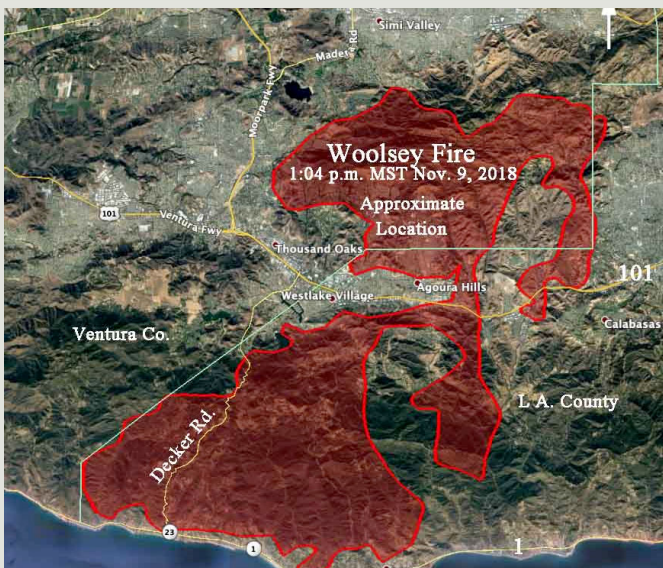 Simi Valley
Madera Rd
Moorpark Fwy
Woolsey Fire
1:04 p.m. MST Nov. 9, 2018
Approximate
Location
101
Ventura Fwy
Thousand Oaks
101
Agoura Hills
Westlake Village
Calabasas
Ventura Co.
L A. County
Decker Rd.
23
1
1